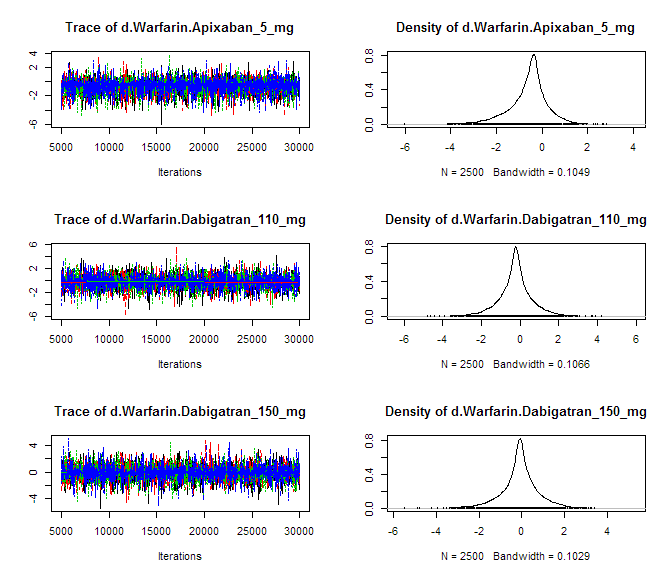 Trace of d.Warfarin.Apixaban_5_mg
4
2
-2
-6
5000 10000 15000 20000 25000 30000
Iterations
Density of d.Warfarin.Apixaban_5_mg
0.8
0.4
0.0
-6 -4 -2 0 2 4
N = 2500 Bandwidth = 0.1049
Trace of d.Warfarin.Dabigatran_110_mg
6
2
-2
-6
5000 10000 15000 20000 25000 30000
Iterations
Density of d.Warfarin.Dabigatran_110_mg
0.8
0.4
0.0
-6 -4 -2 0 2 4 6
N = 2500 Bandwidth = 0.1066
Trace of d.Warfarin.Dabigatran_150_mg
4
0
-4
5000 10000 15000 20000 25000 30000
Iterations
Density of d.Warfarin.Dabigatran_150_mg
0.8
0.4
0.0
-6 -4 -2 0 2 4
N = 2500 Bandwidth = 0.1029